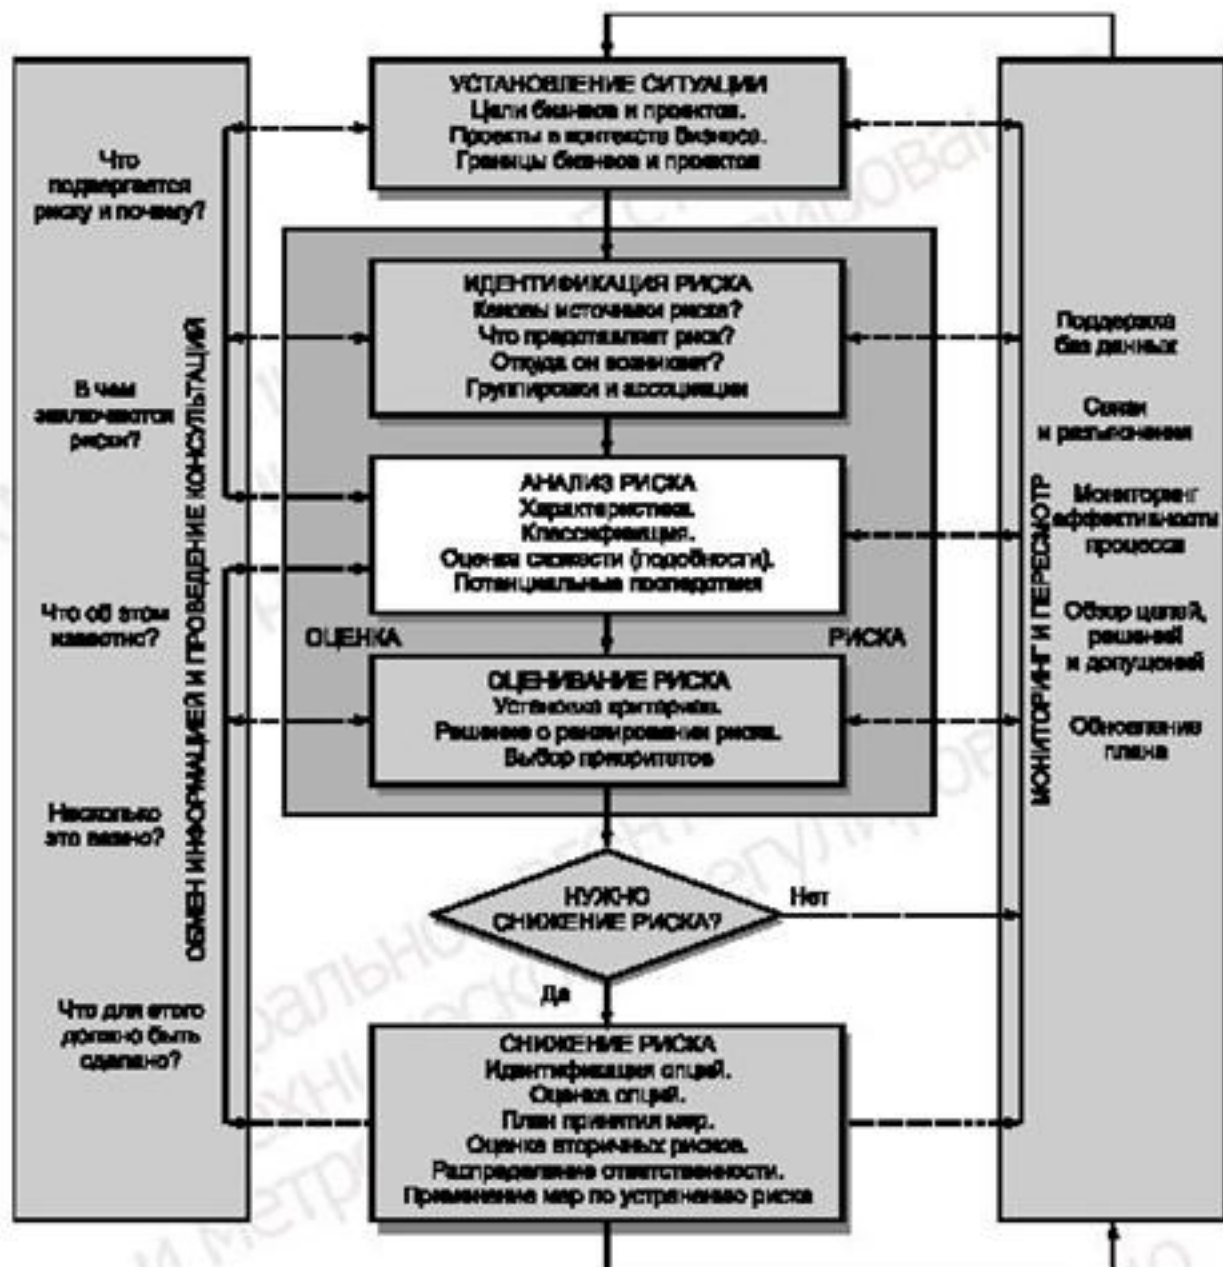 УСТАНОВЛЕНИЕ СИТУАЦИИ
Цели бизнеса и проектов.
Проекты в контексте бизнеса.
Границы бизнеса и проектов
Что
подвергается
риску и почему?
В чем
заключаются
риски?
Что об этом
известно?
Насколько
это важно?
Что для этого
должно быть
сделано?
ОБМЕН ИНФОРМАЦИЕЙ И ПРОВЕДЕНИЕ КОНСУЛЬТАЦИЙ
ИДЕНТИФИКАЦИЯ РИСКА
Каковы источники риска?
Что представляет риск?
Откуда он возникает?
Группировки и ассоциации
АНАЛИЗ РИСКА
Характеристика.
Классификация.
Оценка схожести (подобности).
Потенциальные последствия
ОЦЕНКА РИСКА
ОЦЕНИВАНИЕ РИСКА
Установка критериев.
Решение о ранжировании риска.
Выбор приоритетов
НУЖНО
СНИЖЕНИЕ РИСКА?
Нет
Да
СНИЖЕНИЕ РИСКА
Идентификация опций.
Оценка опций.
План принятия мер.
Оценка вторичных рисков.
Распределение ответственности.
Применение мер по устранению риска
МОНИТОРИНГ И ПЕРЕСМОТР
Поддержка
баз данных
Связи
и разъяснения
Мониторинг
эффективности
процесса
Обзор целей,
решений
и допущений
Обновление
плана